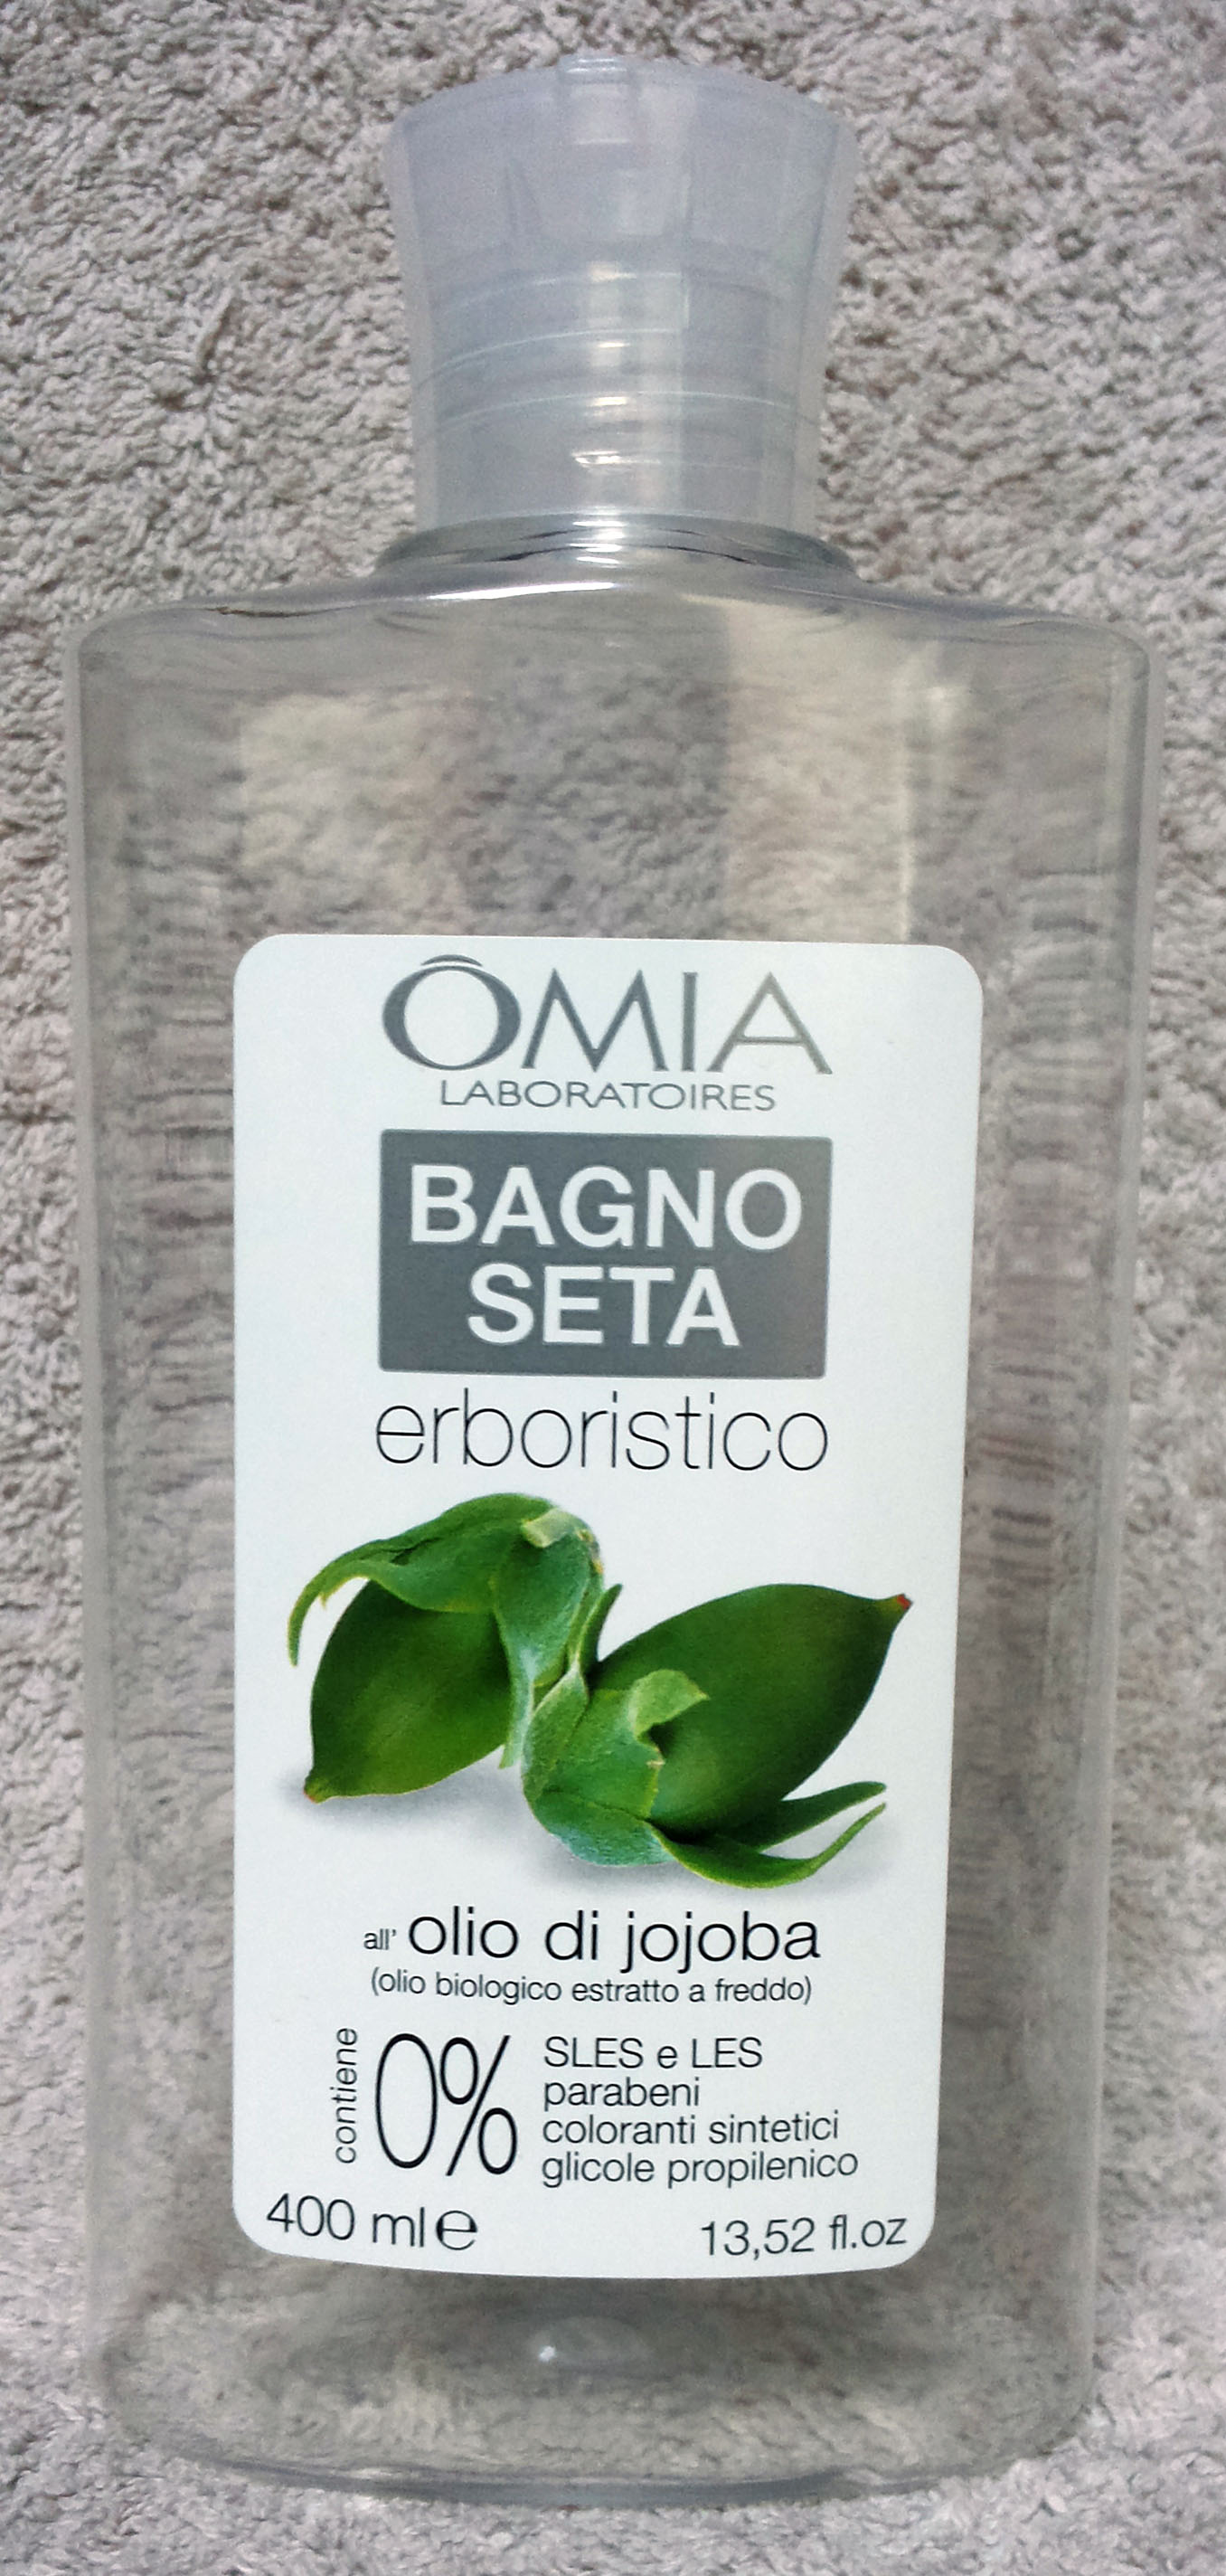 ÔMIA
LABORATOIRES
BAGNO
SETA
erboristico
all' olio di jojoba
(olio biologico estratto a freddo)
contiene
0%
SLES e LES
parabeni
coloranti sintetici
glicole propilenico
400 ml e
13,52 fl.oz